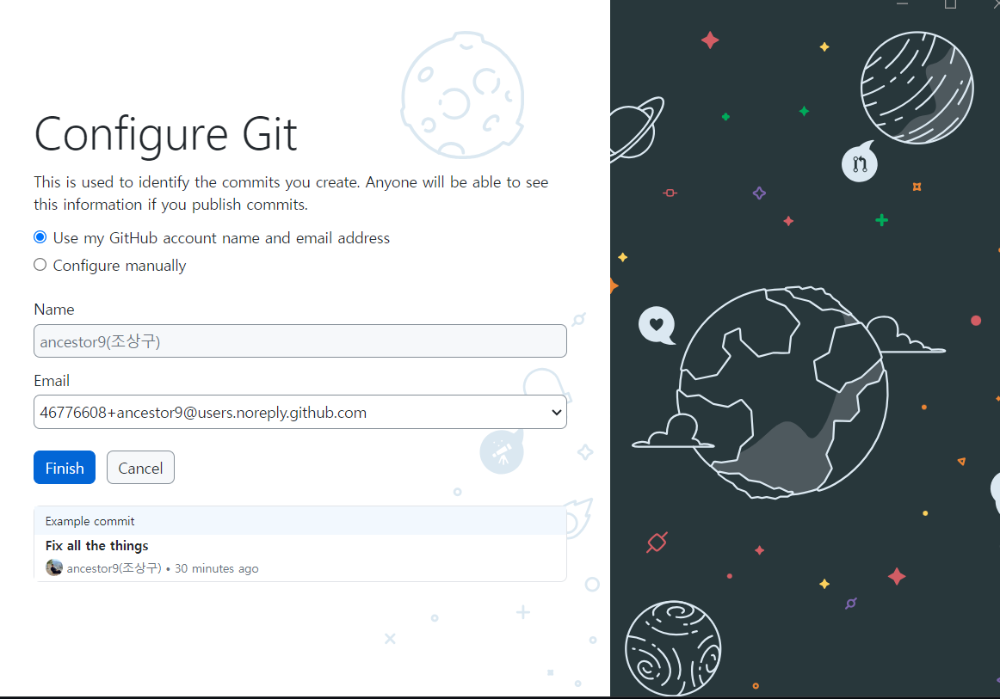 Configure Git
This is used to identify the commits you create. Anyone will be able to see
this information if you publish commits.
Use my GitHub account name and email address
Configure manually
Name
ancestor9(조상구)
Email
46776608+ancestor9@users.noreply.github.com
Finish
Cancel
Example commit
Fix all the things
ancestor9(조상구) • 30 minutes ago